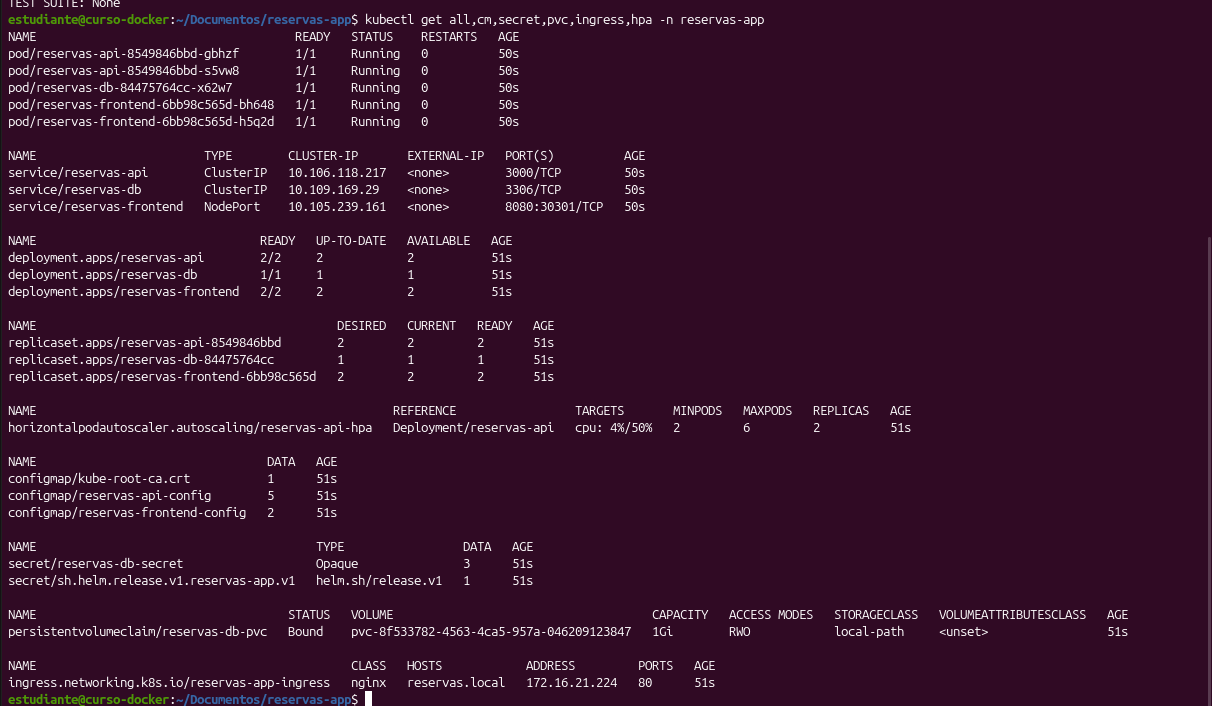 TEST SUITE: None
estudiante@curso-docker:~/Documentos/reservas-app$ kubectl get all,cm,secret,pvc,ingress,hpa -n reservas-app
NAME                                     READY   STATUS    RESTARTS   AGE
pod/reservas-api-8549846bbd-gbhzf        1/1     Running   0          50s
pod/reservas-api-8549846bbd-s5vw8        1/1     Running   0          50s
pod/reservas-db-84475764cc-x62w7         1/1     Running   0          50s
pod/reservas-frontend-6bb98c565d-bh648   1/1     Running   0          50s
pod/reservas-frontend-6bb98c565d-h5q2d   1/1     Running   0          50s

NAME                        TYPE        CLUSTER-IP       EXTERNAL-IP   PORT(S)          AGE
service/reservas-api        ClusterIP   10.106.118.217   <none>        3000/TCP         50s
service/reservas-db         ClusterIP   10.109.169.29    <none>        3306/TCP         50s
service/reservas-frontend   NodePort    10.105.239.161   <none>        8080:30301/TCP   50s

NAME                                READY   UP-TO-DATE   AVAILABLE   AGE
deployment.apps/reservas-api        2/2     2            2           51s
deployment.apps/reservas-db         1/1     1            1           51s
deployment.apps/reservas-frontend   2/2     2            2           51s

NAME                                           DESIRED   CURRENT   READY   AGE
replicaset.apps/reservas-api-8549846bbd        2         2         2       51s
replicaset.apps/reservas-db-84475764cc         1         1         1       51s
replicaset.apps/reservas-frontend-6bb98c565d   2         2         2       51s

NAME                                                   REFERENCE                 TARGETS       MINPODS   MAXPODS   REPLICAS   AGE
horizontalpodautoscaler.autoscaling/reservas-api-hpa   Deployment/reservas-api   cpu: 4%/50%   2         6         2          51s

NAME                                 DATA   AGE
configmap/kube-root-ca.crt           1      51s
configmap/reservas-api-config        5      51s
configmap/reservas-frontend-config   2      51s

NAME                                        TYPE                 DATA   AGE
secret/reservas-db-secret                   Opaque               3      51s
secret/sh.helm.release.v1.reservas-app.v1   helm.sh/release.v1   1      51s

NAME                                    STATUS   VOLUME                                     CAPACITY   ACCESS MODES   STORAGECLASS   VOLUMEATTRIBUTESCLASS   AGE
persistentvolumeclaim/reservas-db-pvc   Bound    pvc-8f533782-4563-4ca5-957a-046209123847   1Gi        RWO            local-path     <unset>                 51s

NAME                                             CLASS   HOSTS            ADDRESS         PORTS   AGE
ingress.networking.k8s.io/reservas-app-ingress   nginx   reservas.local   172.16.21.224   80      51s
estudiante@curso-docker:~/Documentos/reservas-app$